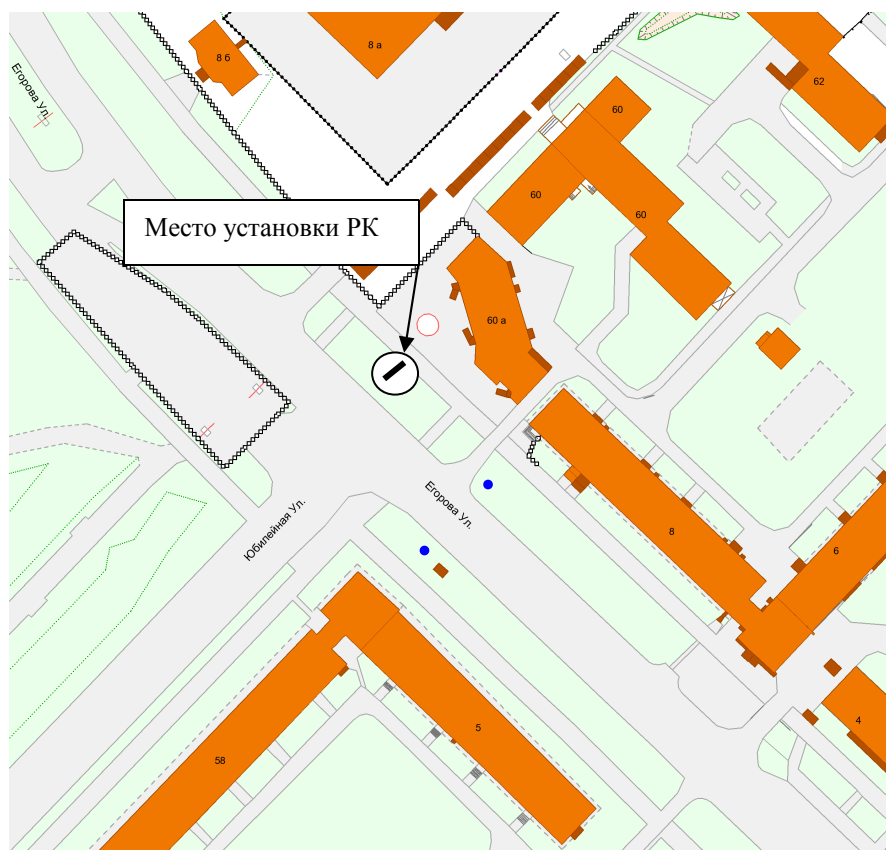 8 а
8 б
Егорова Ул.
62
60
60
60
Место установки РК
60 а
Егорова Ул.
Юбилейная Ул.
8
6
4
5
58